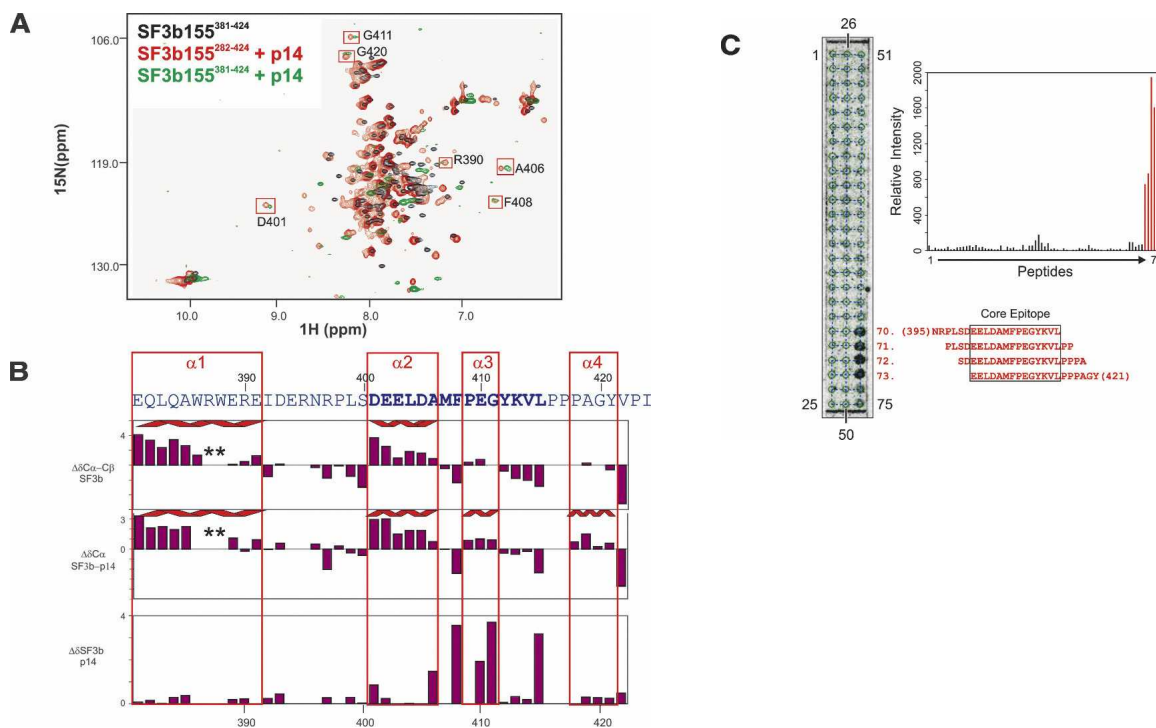 A
SF3b155381-424
SF3b155282-424 + p14
SF3b155381-424 + p14
106.0
119.0
130.0
15N(ppm)
G411
G420
R390
A406
F408
D401
10.0 9.0 8.0 7.0
1H (ppm)
B
α1 α2 α3 α4
390 400 410 420
EQLQAWRWEREIDERNRPLSDEELDAMFPEGYKVLPPPAGYVPI
4
0
ΔδCα-Cβ
SF3b
**
3
0
ΔδCα
SF3b-p14
**
4
0
ΔδSF3b
p14
390 400 410 420
C
26
1 51
25 75
50
2000
1600
1200
800
400
0
Relative Intensity
1 7
Peptides
Core Epitope
70. (395)NRPLSDEELDAMFPEGYKVL
71. PLSDEELDAMFPEGYKVLPP
72. SDEELDAMFPEGYKVLPPPA
73. EELDAMFPEGYKVLPPPAGY(421)